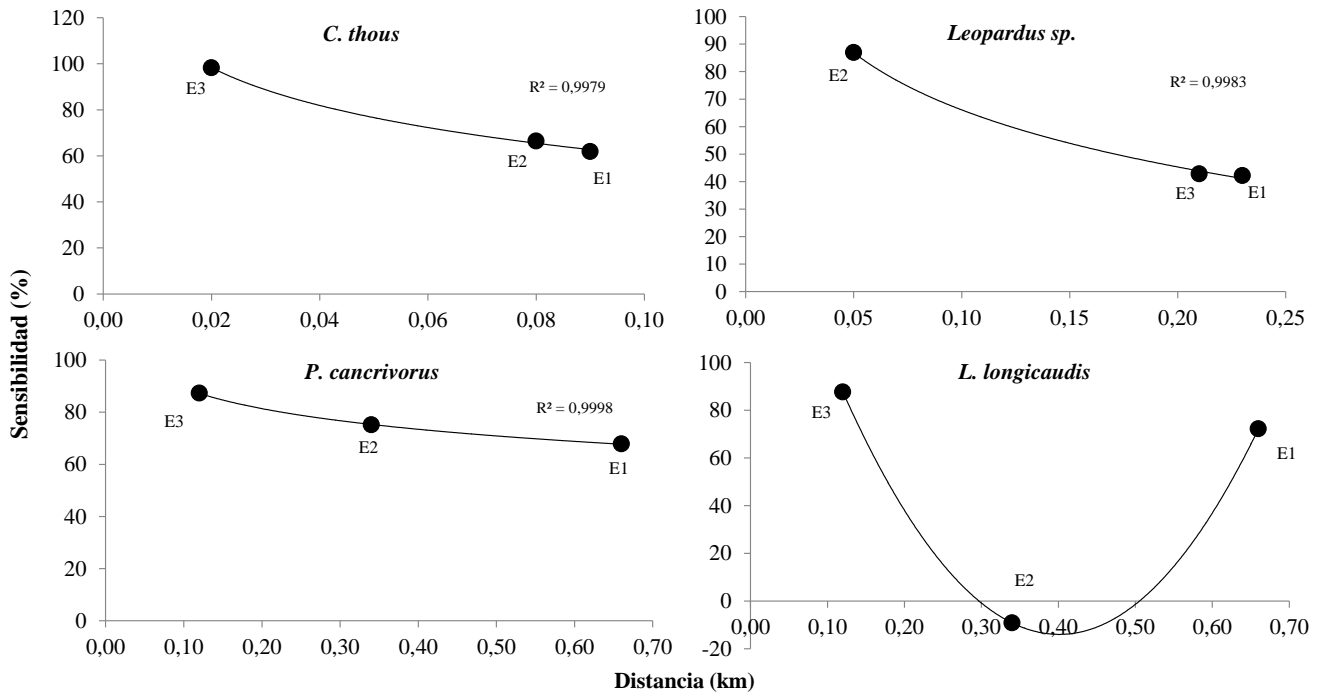 Sensibilidad (%)
C. thous
120
100
80
60
40
20
0
E3
E2
E1
R² = 0,9979
0,00 0,02 0,04 0,06 0,08 0,10
Leopardus sp.
100
90
80
70
60
50
40
30
20
10
0
E2
E3
E1
R² = 0,9983
0,00 0,05 0,10 0,15 0,20 0,25
P. cancrivorus
100
80
60
40
20
0
E3
E2
E1
R² = 0,9998
0,00 0,10 0,20 0,30 0,40 0,50 0,60 0,70
L. longicaudis
100
80
60
40
20
0
-20
E3
E2
E1
0,00 0,10 0,20 0,30 0,40 0,50 0,60 0,70
Distancia (km)